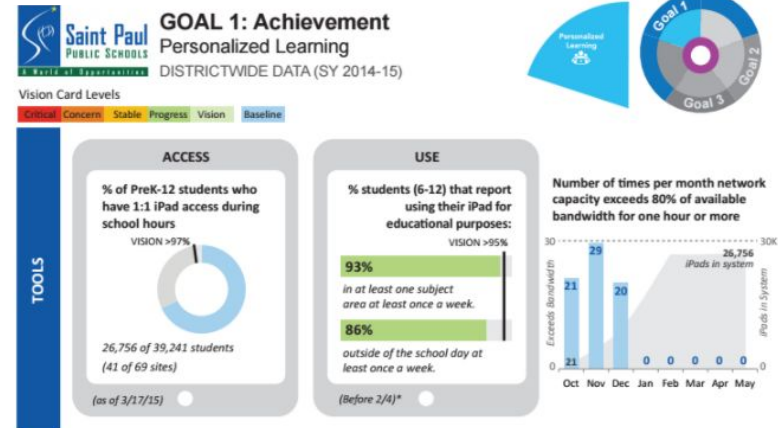 Saint Paul
PUBLIC SCHOOLS
A World of Opportunities
GOAL 1: Achievement
Personalized Learning
DISTRICTWIDE DATA (SY 2014-15)
Personalized
Learning
Goal 1
Goal 2
Goal 3
Vision Card Levels
Critical Concern Stable Progress Vision Baseline
TOOLS
ACCESS
% of PreK-12 students who
have 1:1 iPad access during
school hours
VISION >97%
26,756 of 39,241 students
(41 of 69 sites)
(as of 3/17/15)
USE
% students (6-12) that report
using their iPad for
educational purposes:
VISION >95%
93%
in at least one subject
area at least once a week.
86%
outside of the school day at
least once a week.
(Before 2/4)*
Number of times per month network
capacity exceeds 80% of available
bandwidth for one hour or more
30
30K
29
26,756
iPads in system
21
20
Exceeds Bandwidth
iPads in System
21 0 0 0 0 0
0
0
Oct Nov Dec Jan Feb Mar Apr May